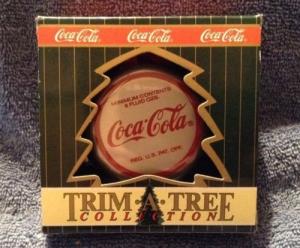 Coca-Cola Coca-Cola Coca-Cola
MINIMUM CONTENTS
6 FLUID OZS.
Coca-Cola
REG. U.S. PAT. OFF.
TRIM·A·TREE
COLLECTION